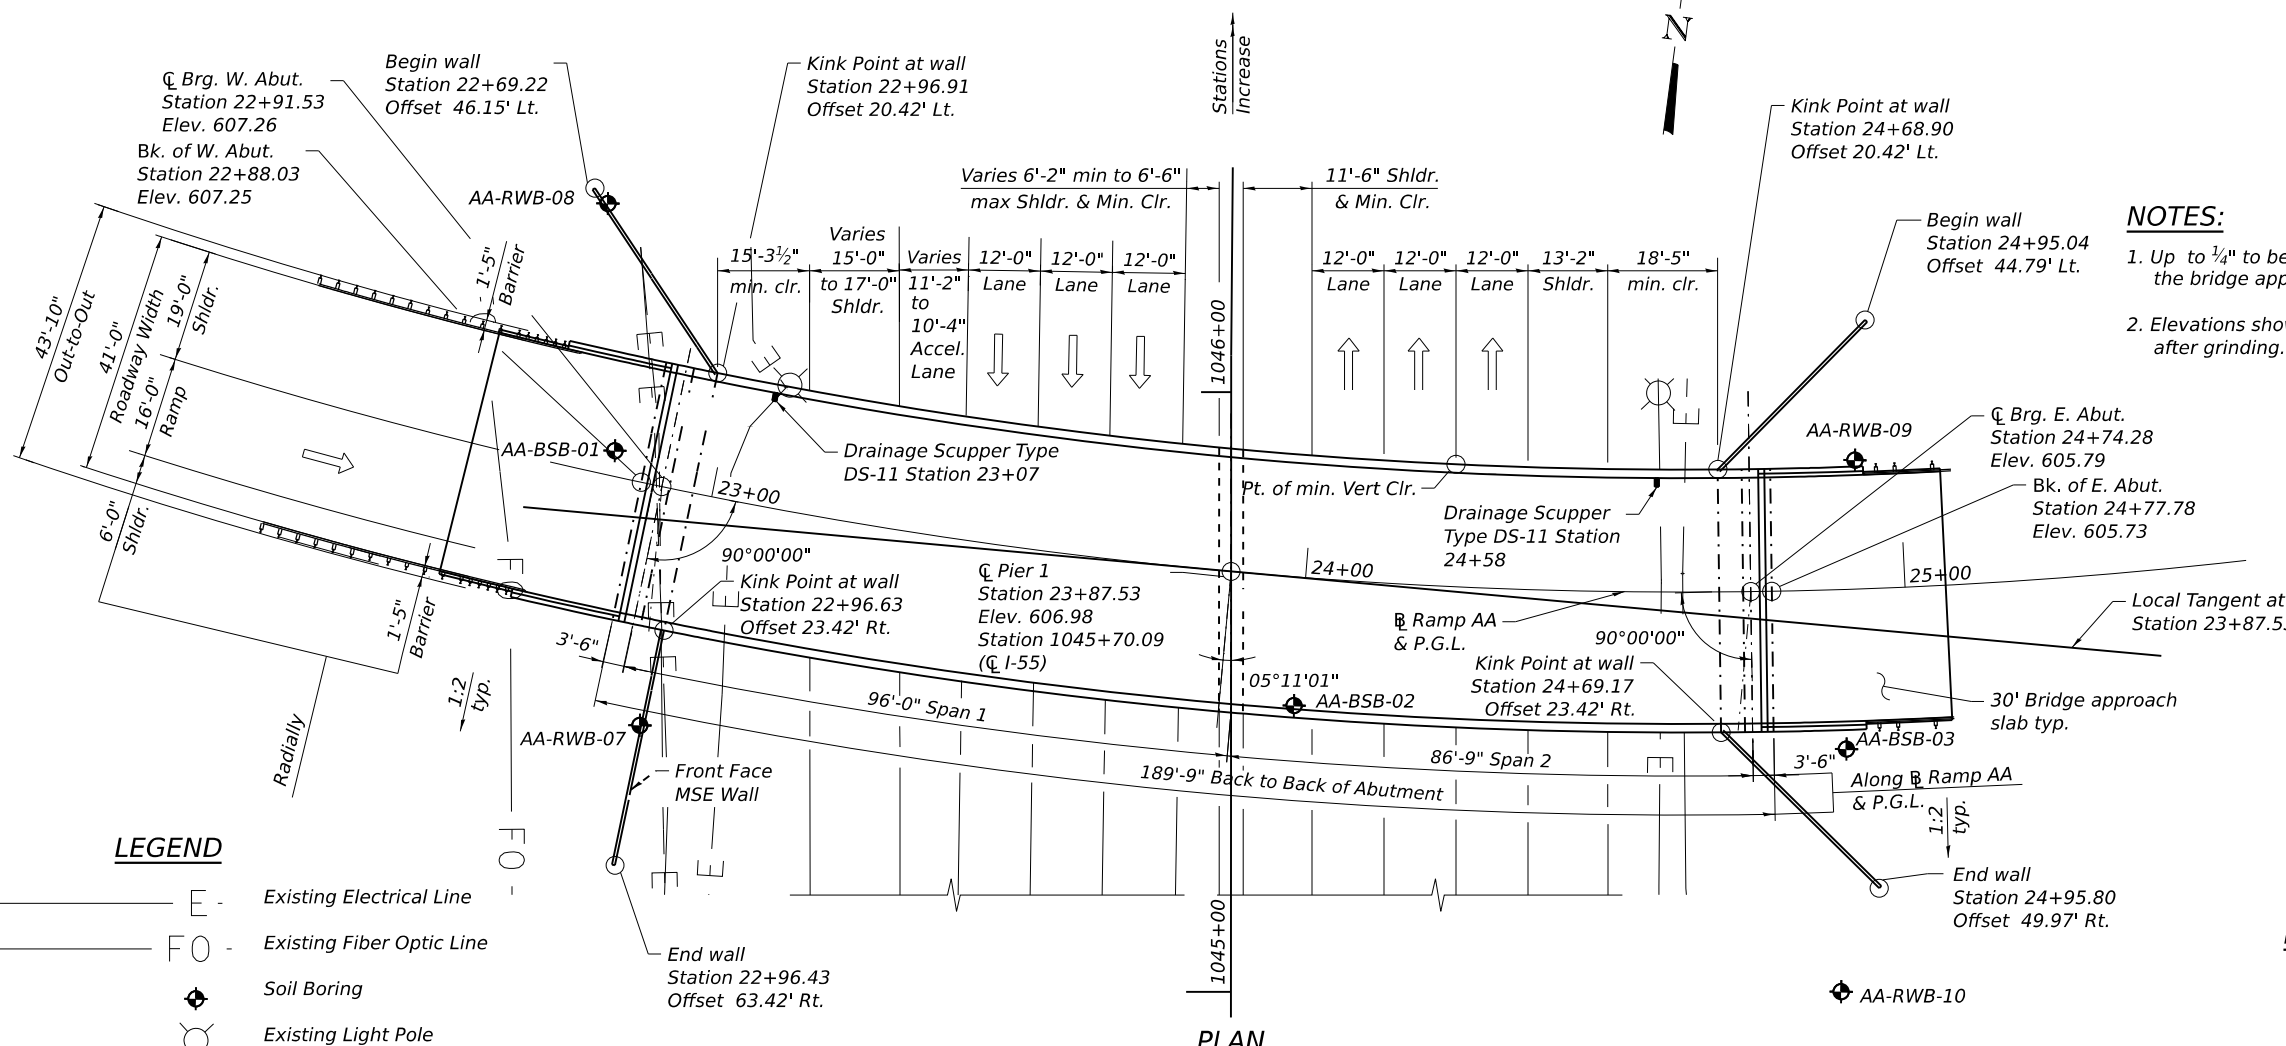 ℄ Brg. W. Abut.
Station 22+91.53
Elev. 607.26
Bk. of W. Abut.
Station 22+88.03
Elev. 607.25
Begin wall
Station 22+69.22
Offset 46.15' Lt.
AA-RWB-08
Kink Point at wall
Station 22+96.91
Offset 20.42' Lt.
Stations
Increase
N
Kink Point at wall
Station 24+68.90
Offset 20.42' Lt.
Begin wall
Station 24+95.04
Offset 44.79' Lt.
NOTES:
1. Up to ¼" to be
the bridge app
2. Elevations sho
after grinding.
43'-10"
Out-to-Out
41'-0"
Roadway Width
19'-0"
Shldr.
16'-0"
Ramp
6'-0"
Shldr.
1'-5"
Barrier
15'-3½"
min. clr.
Varies
15'-0"
to 17'-0"
Shldr.
Varies
11'-2"
to
10'-4"
Accel.
Lane
12'-0"
Lane
12'-0"
Lane
12'-0"
Lane
Varies 6'-2" min to 6'-6"
max Shldr. & Min. Clr.
11'-6" Shldr.
& Min. Clr.
12'-0"
Lane
12'-0"
Lane
12'-0"
Lane
13'-2"
Shldr.
18'-5"
min. clr.
1046+00
E
E
E
E
AA-BSB-01
Drainage Scupper Type
DS-11 Station 23+07
23+00
90°00'00"
Pt. of min. Vert Clr.
Drainage Scupper
Type DS-11 Station
24+58
AA-RWB-09
℄ Brg. E. Abut.
Station 24+74.28
Elev. 605.79
Bk. of E. Abut.
Station 24+77.78
Elev. 605.73
Kink Point at wall
Station 22+96.63
Offset 23.42' Rt.
℄ Pier 1
Station 23+87.53
Elev. 606.98
Station 1045+70.09
(℄ I-55)
24+00
25+00
B̲L Ramp AA
& P.G.L.
90°00'00"
Local Tangent at
Station 23+87.5
Kink Point at wall
Station 24+69.17
Offset 23.42' Rt.
05°11'01"
AA-BSB-02
30' Bridge approach
slab typ.
1'-5"
Barrier
3'-6"
1:2
typ.
Radially
96'-0" Span 1
86'-9" Span 2
189'-9" Back to Back of Abutment
3'-6"
AA-BSB-03
Along BL Ramp AA
& P.G.L.
1:2
typ.
AA-RWB-07
Front Face
MSE Wall
E
E
E
E
E
E
FO
1045+00
End wall
Station 22+96.43
Offset 63.42' Rt.
End wall
Station 24+95.80
Offset 49.97' Rt.
AA-RWB-10
LEGEND
E Existing Electrical Line
FO Existing Fiber Optic Line
Soil Boring
Existing Light Pole
PLAN